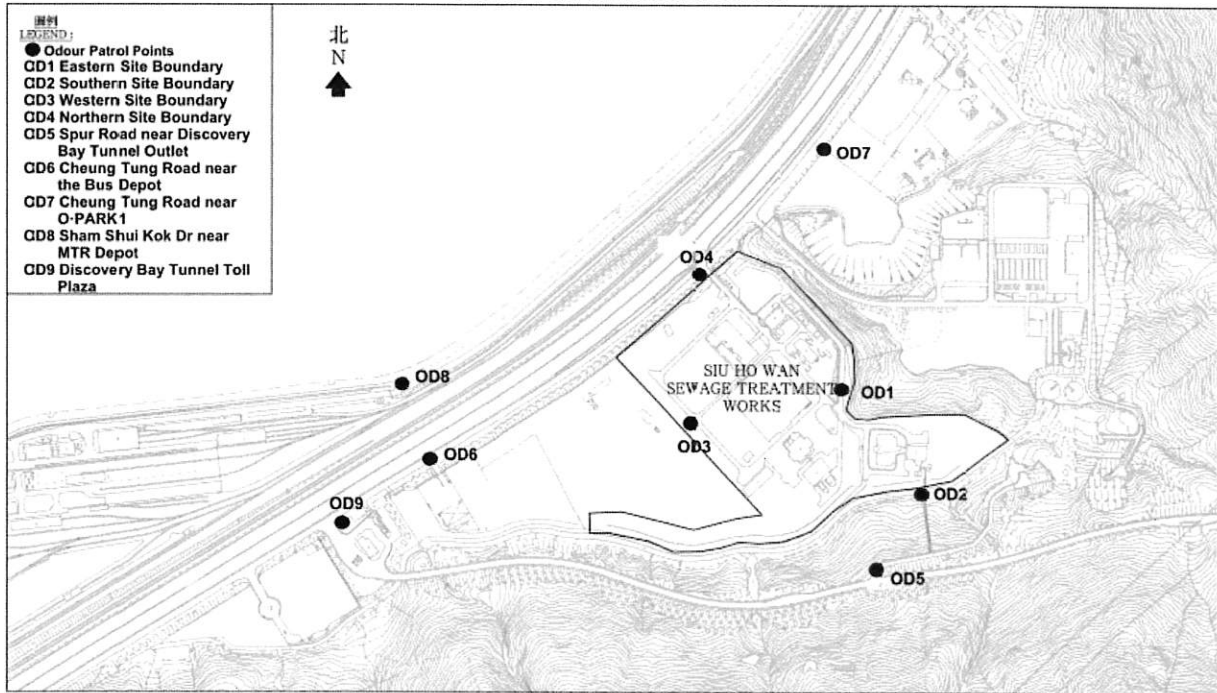 圖例
LEGEND :
Odour Patrol Points
OD1 Eastern Site Boundary
OD2 Southern Site Boundary
OD3 Western Site Boundary
OD4 Northern Site Boundary
OD5 Spur Road near Discovery
Bay Tunnel Outlet
OD6 Cheung Tung Road near
the Bus Depot
OD7 Cheung Tung Road near
O·PARK1
OD8 Sham Shui Kok Dr near
MTR Depot
OD9 Discovery Bay Tunnel Toll
Plaza
北
N
OD7
OD4
OD8
SIU HO WAN
SEWAGE TREATMENT
WORKS
OD1
OD3
OD6
OD2
OD9
OD5